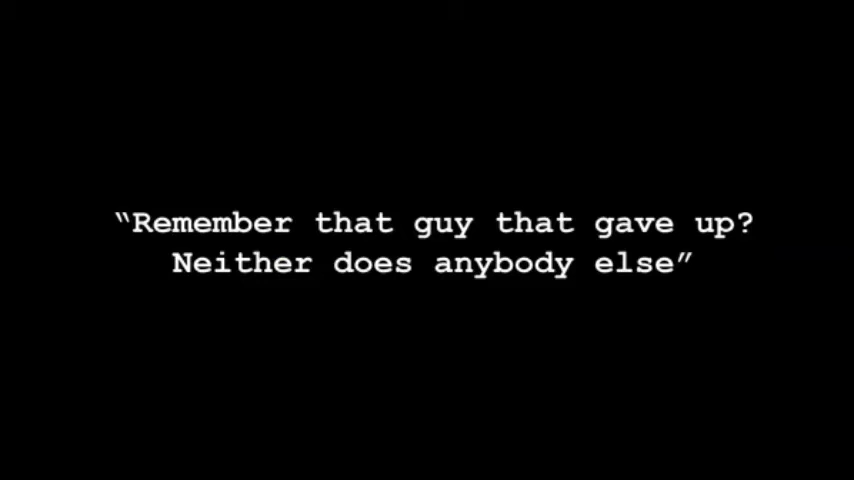 “Remember that guy that gave up?
Neither does anybody else”